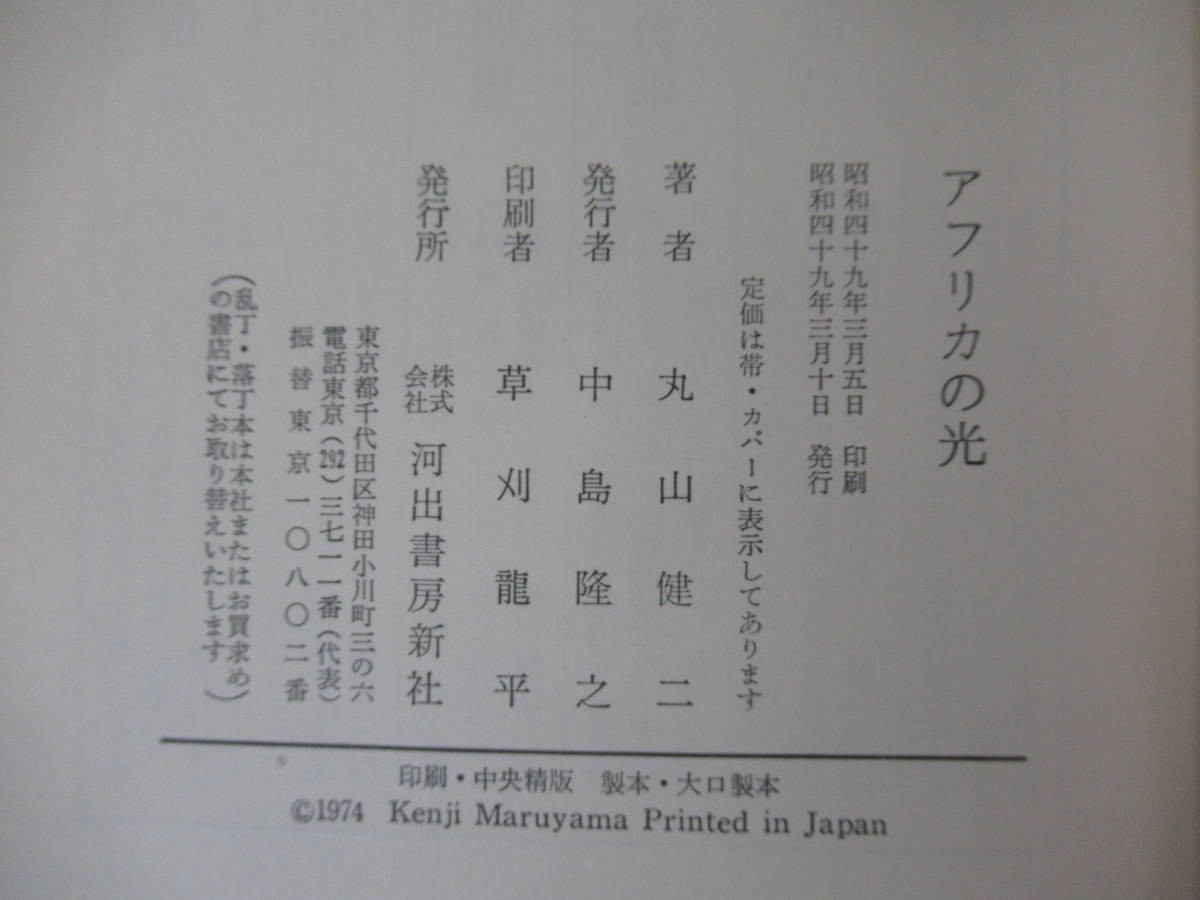 アフリカの光
昭和四十九年三月五日 印刷
昭和四十九年三月十日 発行
定価は帯・カバーに表示してあります
著者 丸山健二
発行者 中島隆之
印刷者 草刈龍平
発行所 株式会社 河出書房新社
東京都千代田区神田小川町三の六
電話東京(292)三七一一番(代表)
振替東京一〇八〇二番
(乱丁・落丁本は本社またはお買求め)
(の書店にてお取り替えいたします)
印刷・中央精版 製本・大口製本
©1974 Kenji Maruyama Printed in Japan